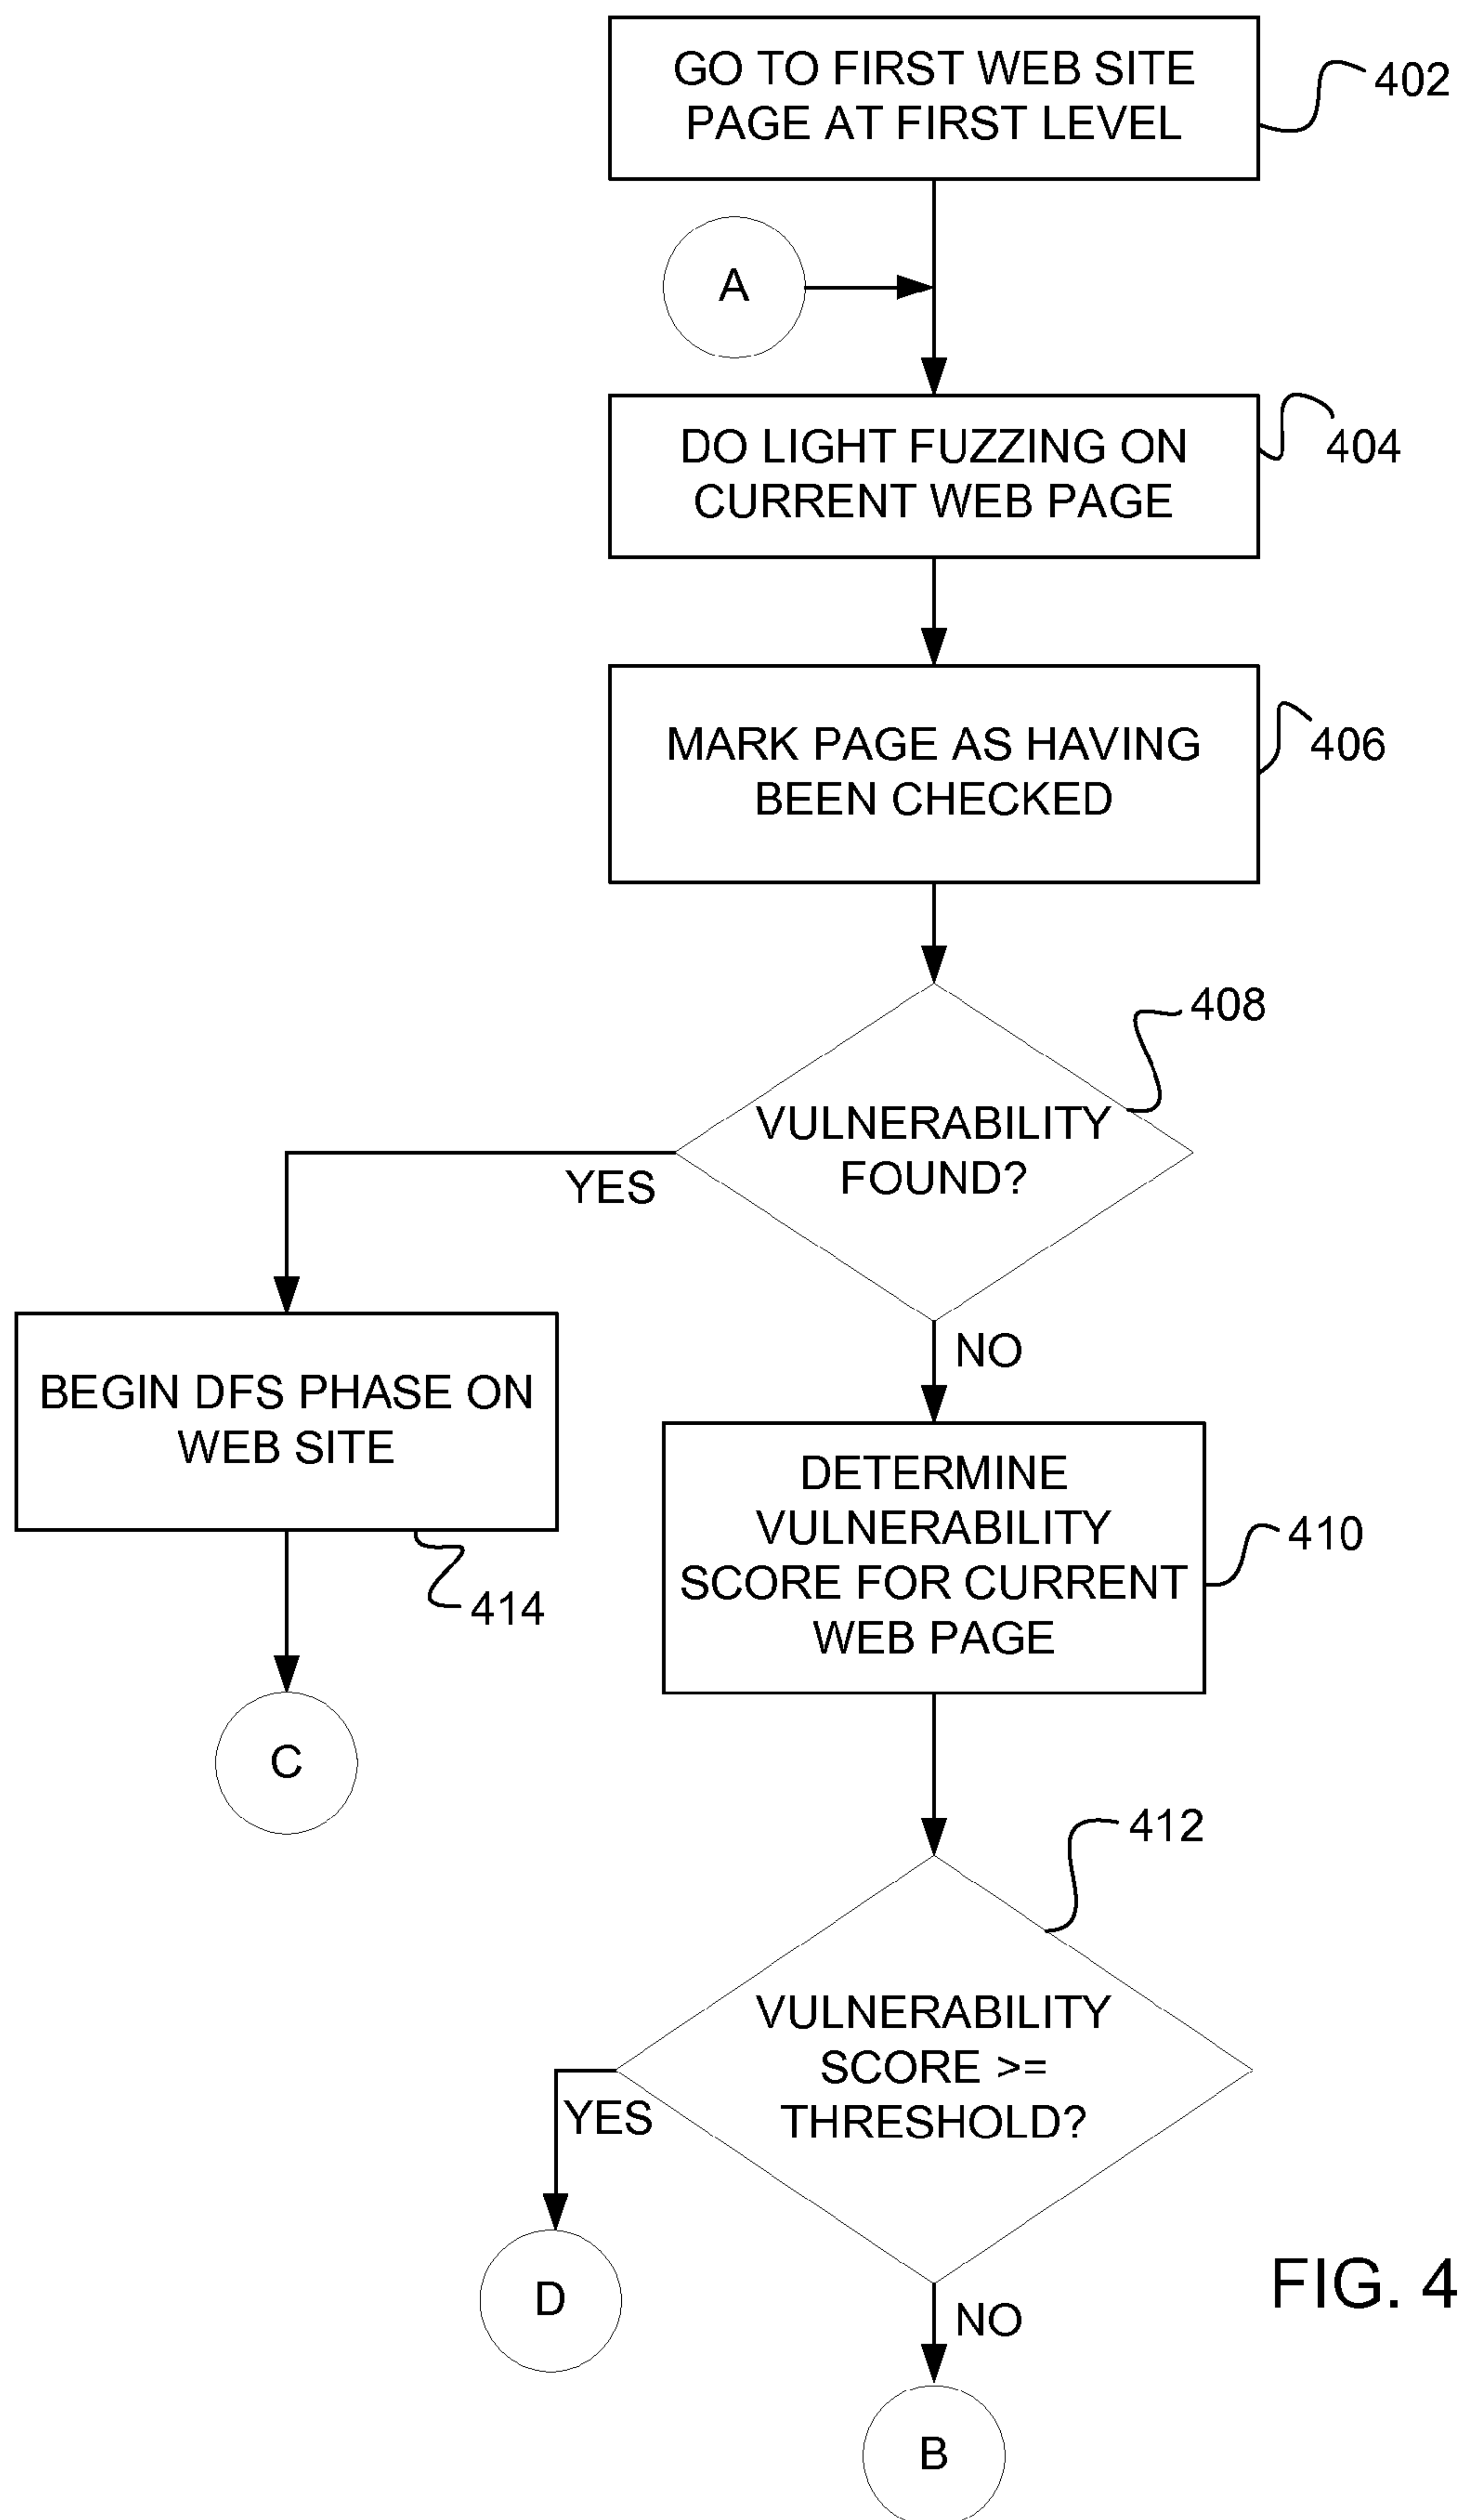 GO TO FIRST WEB SITE
PAGE AT FIRST LEVEL
402
A
DO LIGHT FUZZING ON
CURRENT WEB PAGE
404
MARK PAGE AS HAVING
BEEN CHECKED
406
408
VULNERABILITY
FOUND?
YES
NO
BEGIN DFS PHASE ON
WEB SITE
414
C
DETERMINE
VULNERABILITY
SCORE FOR CURRENT
WEB PAGE
410
412
VULNERABILITY
SCORE >=
THRESHOLD?
YES
D
NO
B
FIG. 4